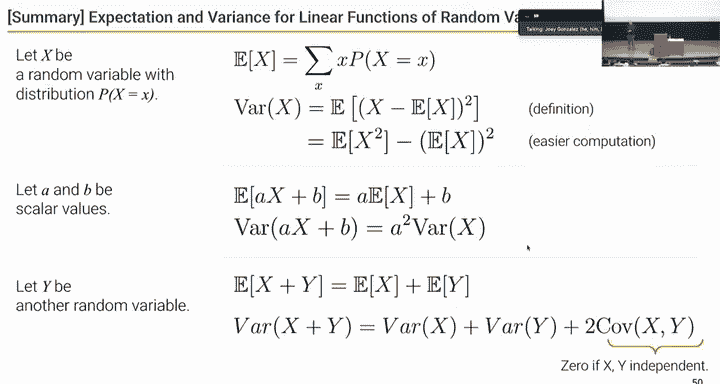 [Summary] Expectation and Variance for Linear Functions of Random
Talking: Joey Gonzalez (he, him,
Let X be
a random variable with
distribution P(X = x).
𝔼[X] = ∑ₓ xP(X = x)
Var(X) = 𝔼[(X − 𝔼[X])²] (definition)
= 𝔼[X²] − (𝔼[X])² (easier computation)
Let a and b be
scalar values.
𝔼[aX + b] = a𝔼[X] + b
Var(aX + b) = a²Var(X)
Let Y be
another random variable.
𝔼[X + Y] = 𝔼[X] + 𝔼[Y]
Var(X + Y) = Var(X) + Var(Y) + 2Cov(X, Y)
Zero if X, Y independent.
50